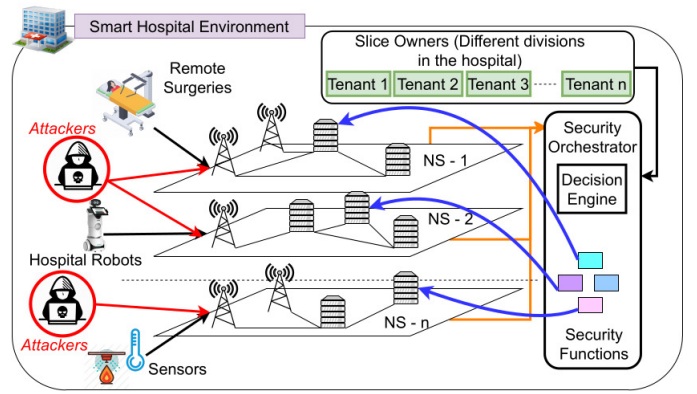 Smart Hospital Environment
Slice Owners (Different divisions
in the hospital)
Tenant 1
Tenant 2
Tenant 3
Tenant n
Remote
Surgeries
Attackers
NS - 1
Security
Orchestrator
Decision
Engine
NS - 2
Hospital Robots
NS - n
Attackers
Sensors
Security
Functions